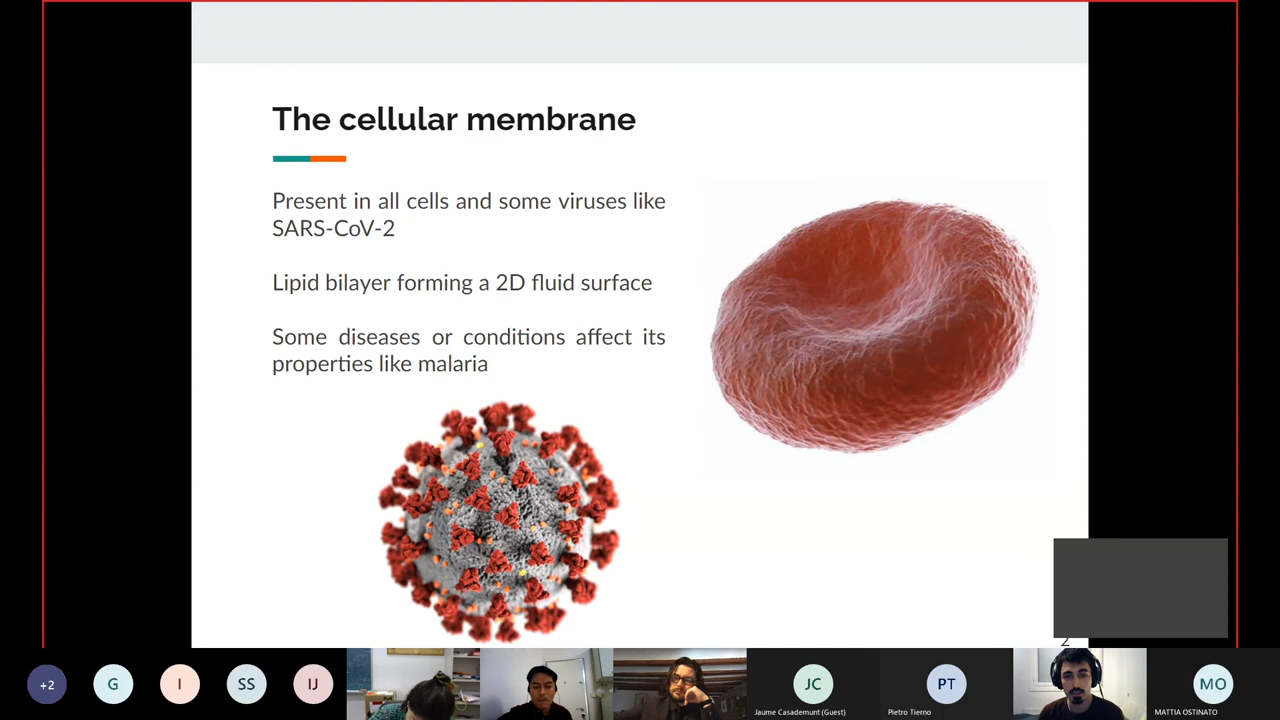 The cellular membrane
Present in all cells and some viruses like
SARS-CoV-2
Lipid bilayer forming a 2D fluid surface
Some diseases or conditions affect its
properties like malaria
2
+2
G
I
SS
IJ
JC
Jaume Casademunt (Guest)
PT
Pietro Tierno
MO
MATTIA OSTINATO